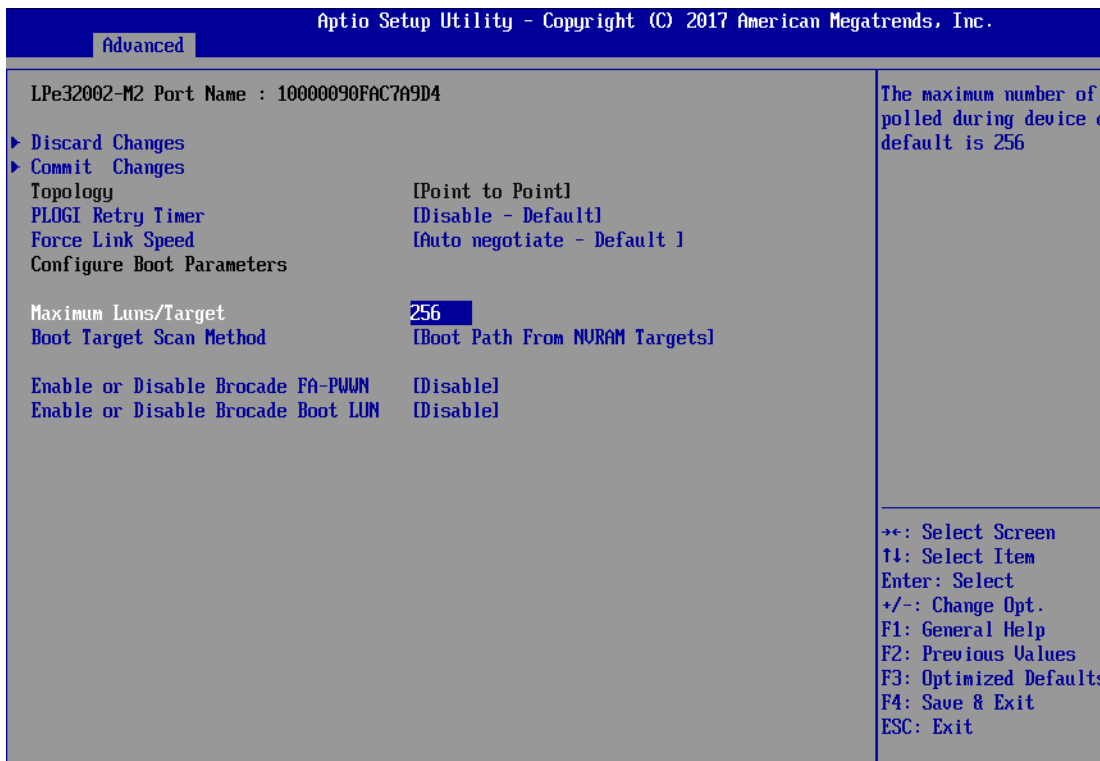 Aptio Setup Utility - Copyright (C) 2017 American Megatrends, Inc.
Advanced
LPe32002-M2 Port Name : 10000090FAC7A9D4
Discard Changes
Commit Changes
Topology [Point to Point]
PLOGI Retry Timer [Disable - Default]
Force Link Speed [Auto negotiate - Default ]
Configure Boot Parameters
Maximum Luns/Target 256
Boot Target Scan Method [Boot Path From NVRAM Targets]
Enable or Disable Brocade FA-PWWN [Disable]
Enable or Disable Brocade Boot LUN [Disable]
The maximum number of
polled during device
default is 256
→←: Select Screen
↑↓: Select Item
Enter: Select
+/-: Change Opt.
F1: General Help
F2: Previous Values
F3: Optimized Defaults
F4: Save & Exit
ESC: Exit